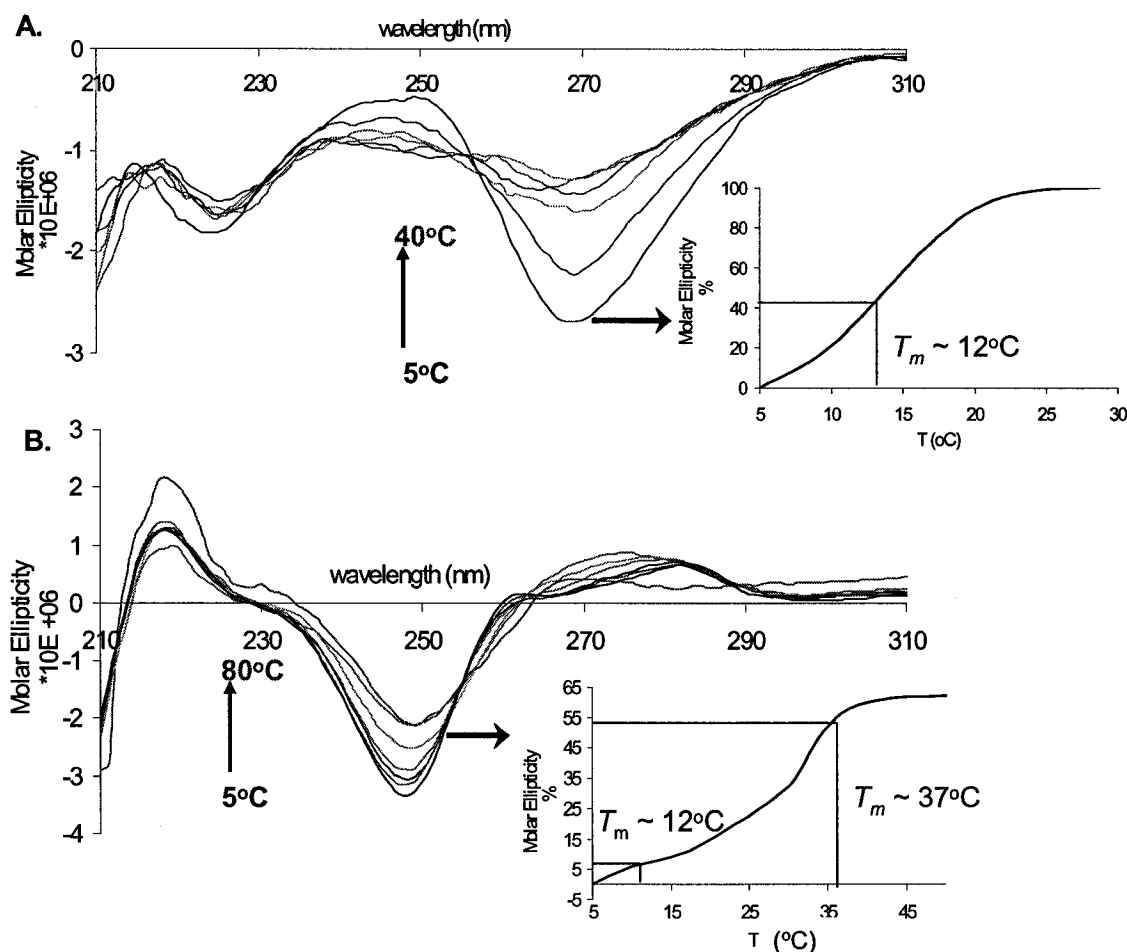 A.
wavelength (nm)
0
210 230 250 270 290 310
-1
-2
-3
Molar Ellipticity
*10 E+06
40°C
5°C
100
80
60
40
20
0
Molar Ellipticity
%
Tm ~ 12°C
5 10 15 20 25 30
T (oC)
B.
3
2
1
0
-1
-2
-3
-4
Molar Ellipticity
*10E +06
wavelength (nm)
210 230 250 270 290 310
80°C
5°C
65
55
45
35
25
15
5
-5
Molar Ellipticity
%
Tm ~ 12°C
Tm ~ 37°C
5 15 25 35 45
T (°C)